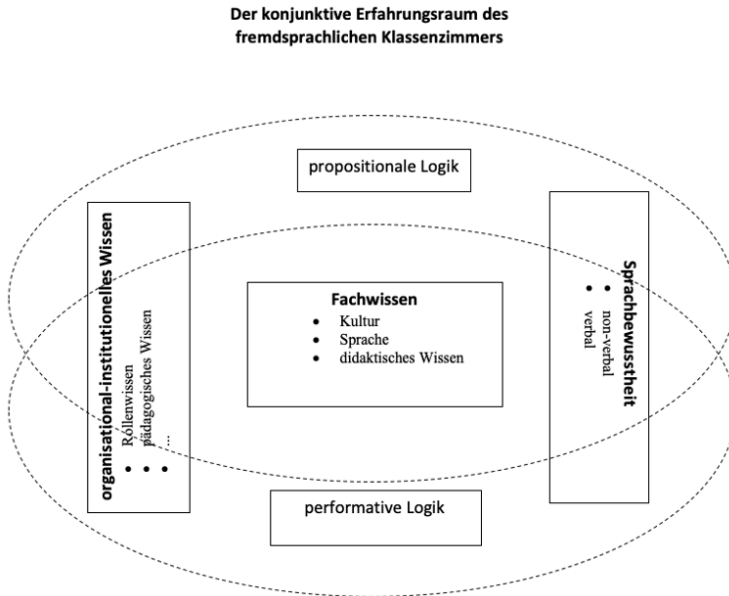 Der konjunktive Erfahrungsraum des
fremdsprachlichen Klassenzimmers
propositionale Logik
organisational-institutionelles Wissen
• Rollenwissen
• pädagogisches Wissen
• ...
Fachwissen
• Kultur
• Sprache
• didaktisches Wissen
Sprachbewusstheit
• non-verbal
• verbal
performative Logik